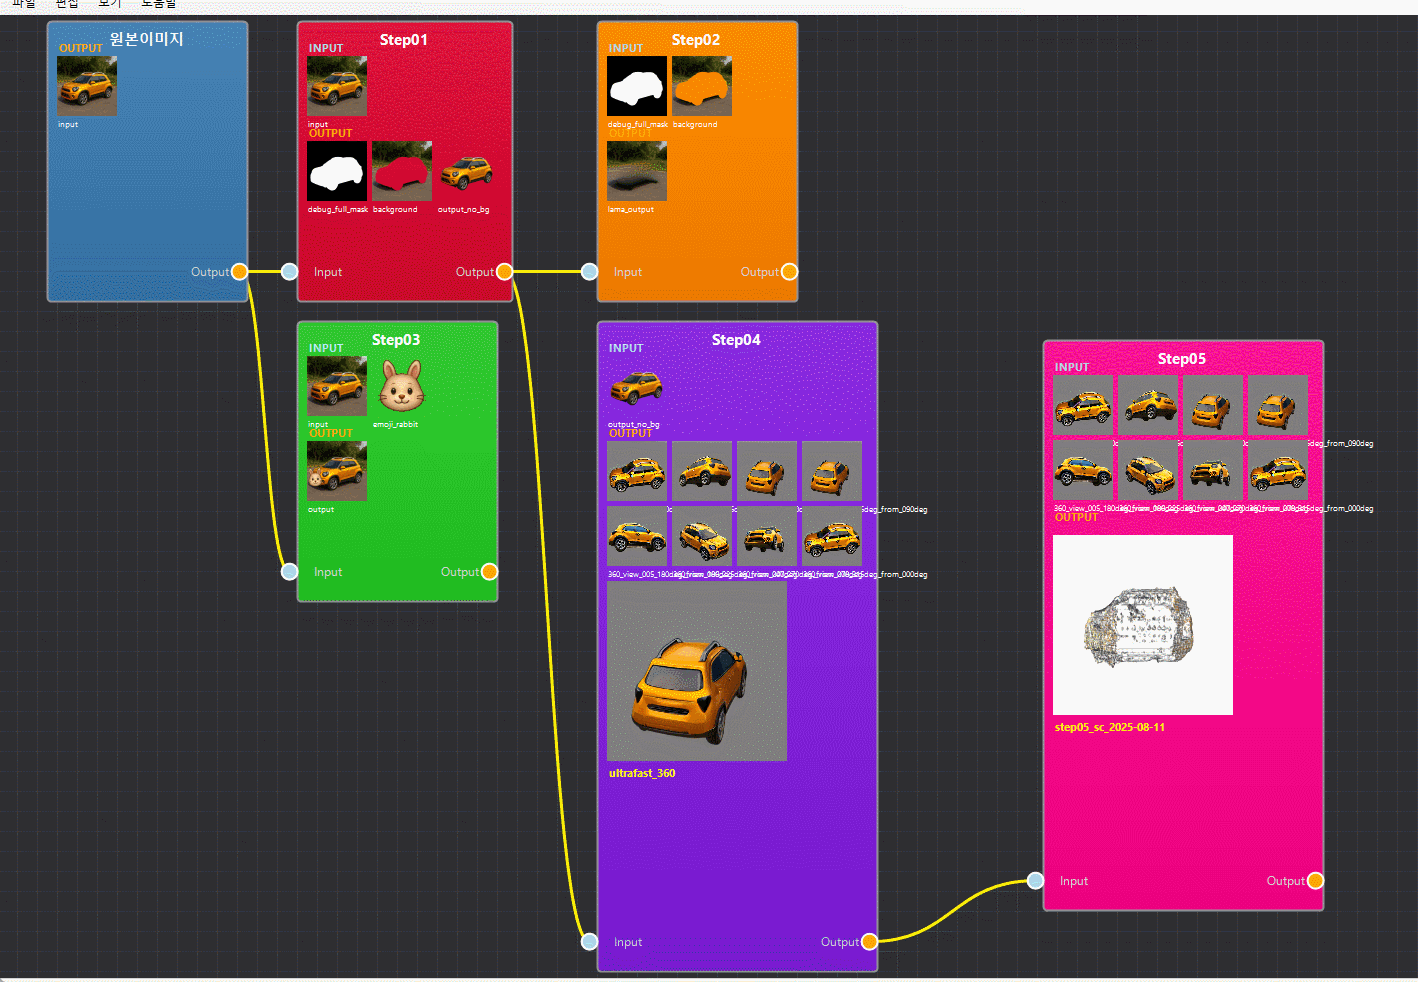 파일 편집 보기 도움말
원본이미지
OUTPUT
input
Output
Step01
INPUT
input
OUTPUT
debug_full_mask background output_no_bg
Input Output
Step02
INPUT
debug_full_mask background
OUTPUT
lama_output
Input Output
Step03
INPUT
input emoji_rabbit
OUTPUT
output
Input Output
Step04
INPUT
output_no_bg
OUTPUT
deg_from_090deg
360_view_005_180deg
deg_from_000deg
ultrafast_360
Input Output
Step05
INPUT
deg_from_090deg
360_view_005_180deg
deg_from_000deg
OUTPUT
step05_sc_2025-08-11
Input Output